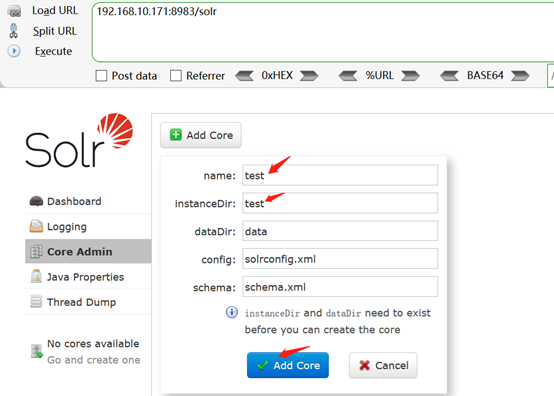 Load URL
192.168.10.171:8983/solr
Split URL
Execute
Post data
Referrer
0xHEX
%URL
BASE64
Solr
Add Core
name: test
instanceDir: test
Dashboard
dataDir: data
Logging
config: solrconfig.xml
Core Admin
schema: schema.xml
Java Properties
Thread Dump
instanceDir and dataDir need to exist
before you can create the core
No cores available
Go and create one
Add Core
Cancel